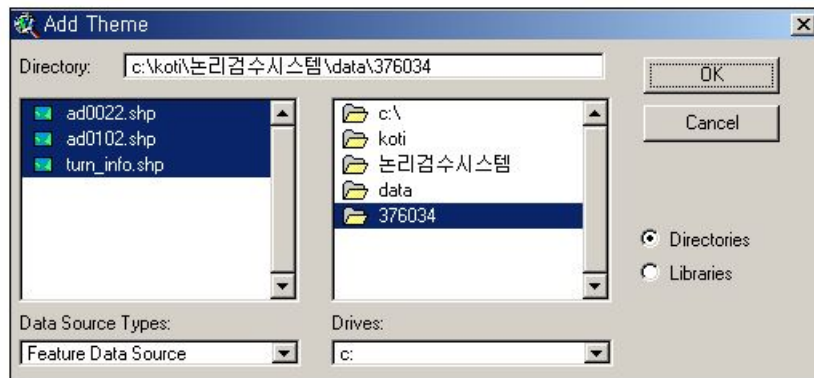 Add Theme
Directory: c:\koti\논리검수시스템\data\376034
OK
Cancel
ad0022.shp
ad0102.shp
turn_info.shp
c:\
koti
논리검수시스템
data
376034
Directories
Libraries
Data Source Types:
Feature Data Source
Drives:
c: